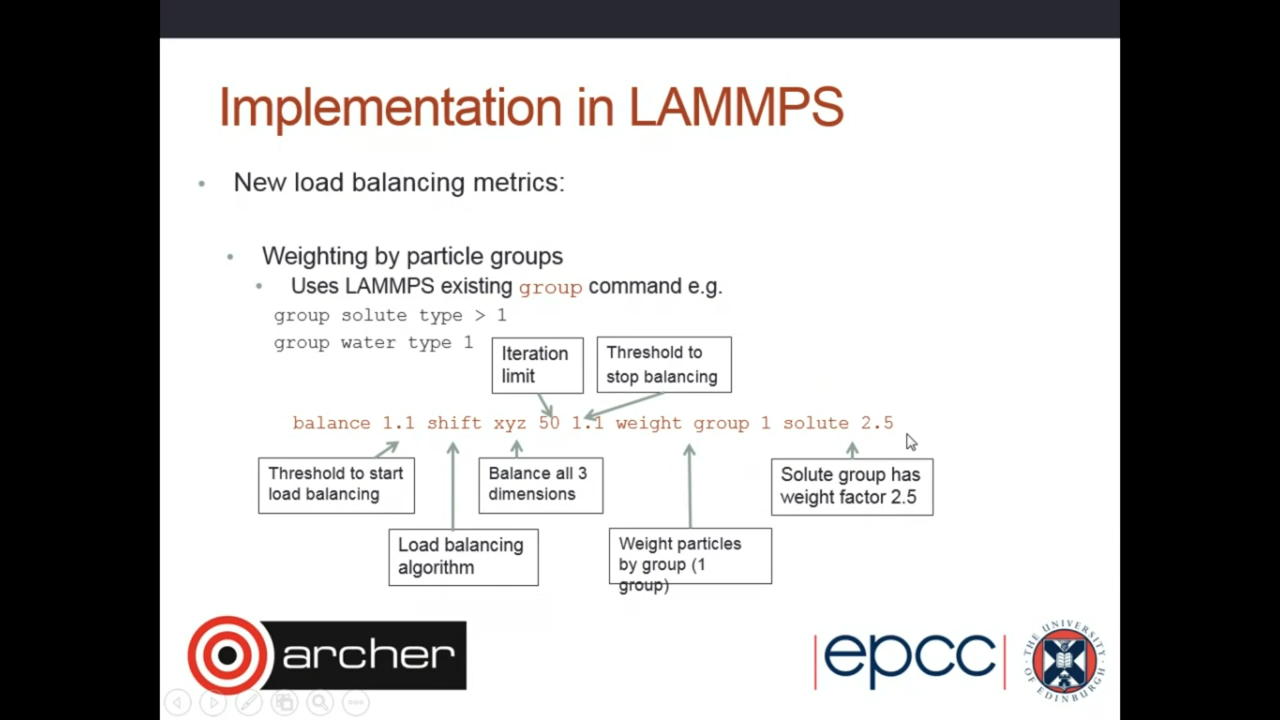 Implementation in LAMMPS
• New load balancing metrics:
• Weighting by particle groups
• Uses LAMMPS existing group command e.g.
group solute type > 1
group water type 1
Iteration
limit
Threshold to
stop balancing
balance 1.1 shift xyz 50 1.1 weight group 1 solute 2.5
Threshold to start
load balancing
Balance all 3
dimensions
Solute group has
weight factor 2.5
Load balancing
algorithm
Weight particles
by group (1
group)
archer
epcc
THE UNIVERSITY
OF EDINBURGH